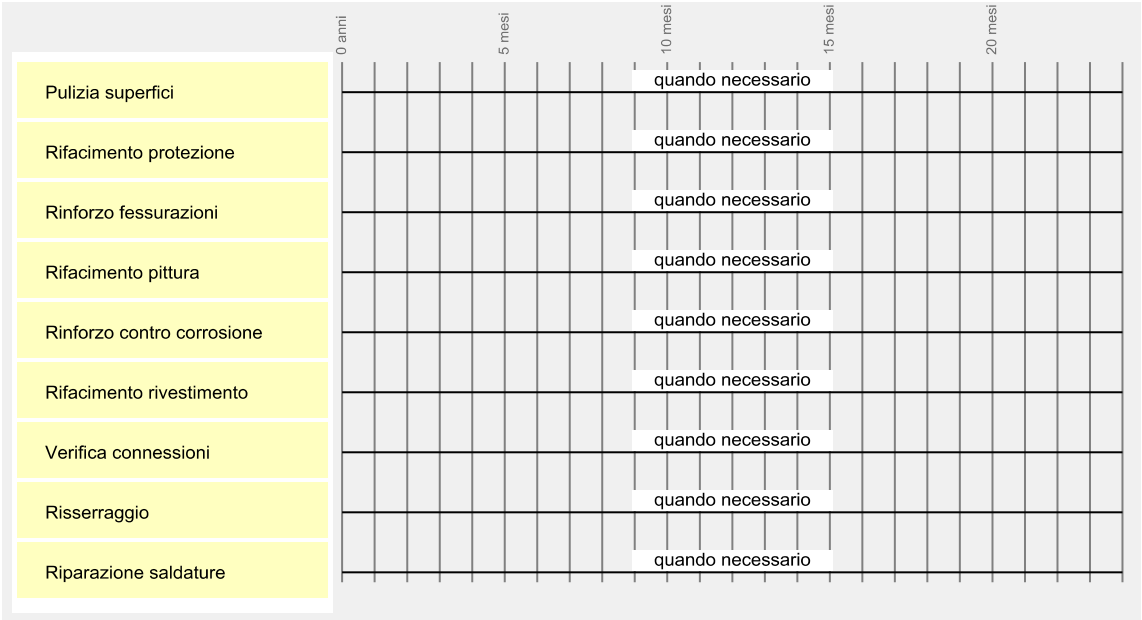 0 anni
5 mesi
10 mesi
15 mesi
20 mesi
Pulizia superfici
quando necessario
Rifacimento protezione
quando necessario
Rinforzo fessurazioni
quando necessario
Rifacimento pittura
quando necessario
Rinforzo contro corrosione
quando necessario
Rifacimento rivestimento
quando necessario
Verifica connessioni
quando necessario
Risserraggio
quando necessario
Riparazione saldature
quando necessario